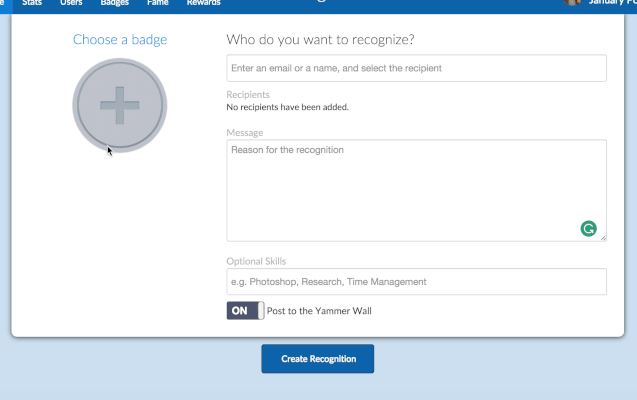 Stats Users Badges Fame Rewards
Choose a badge
Who do you want to recognize?
Enter an email or a name, and select the recipient
Recipients
No recipients have been added.
Message
Reason for the recognition
Optional Skills
e.g. Photoshop, Research, Time Management
ON Post to the Yammer Wall
Create Recognition